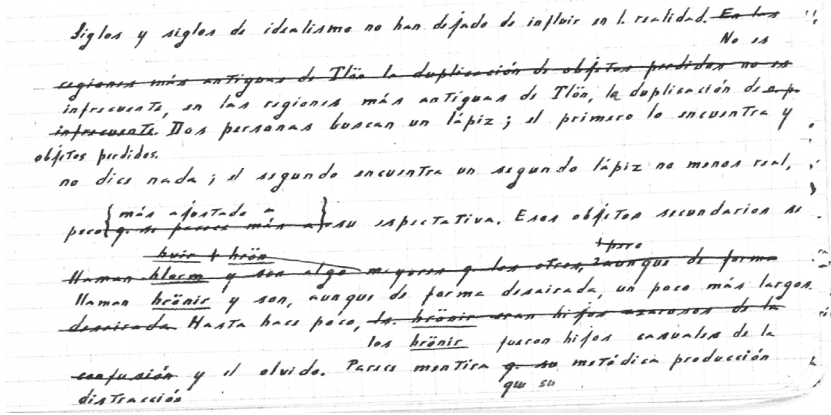 Siglos y siglos de idealismo no han dejado de influir en l. realidad. En las
No es
regiones más antiguas de Tlön la duplicación de objetos perdidos no es
infrecuente, en las regiones más antiguas de Tlön, la duplicación de
infrecuente. Dos personas buscan un lápiz; el primero lo encuentra y
objetos perdidos.
no dice nada; el segundo encuentra un segundo lápiz no menos real,
más ajustado a
poco q. se parece más a su espectativa. Esos objetos secundarios se
hrön
pero
llaman y son algo mayores q. los otros, aunque de forma
llaman hrönir y son, aunque de forma desairada, un poco más largos.
desairada Hasta hace poco, ls. hrönir eran hijos azarosos de la
los hrönir fueron hijos casuales de la
confusión y el olvido. Parece mentira q. su metódica producción
distracción que su